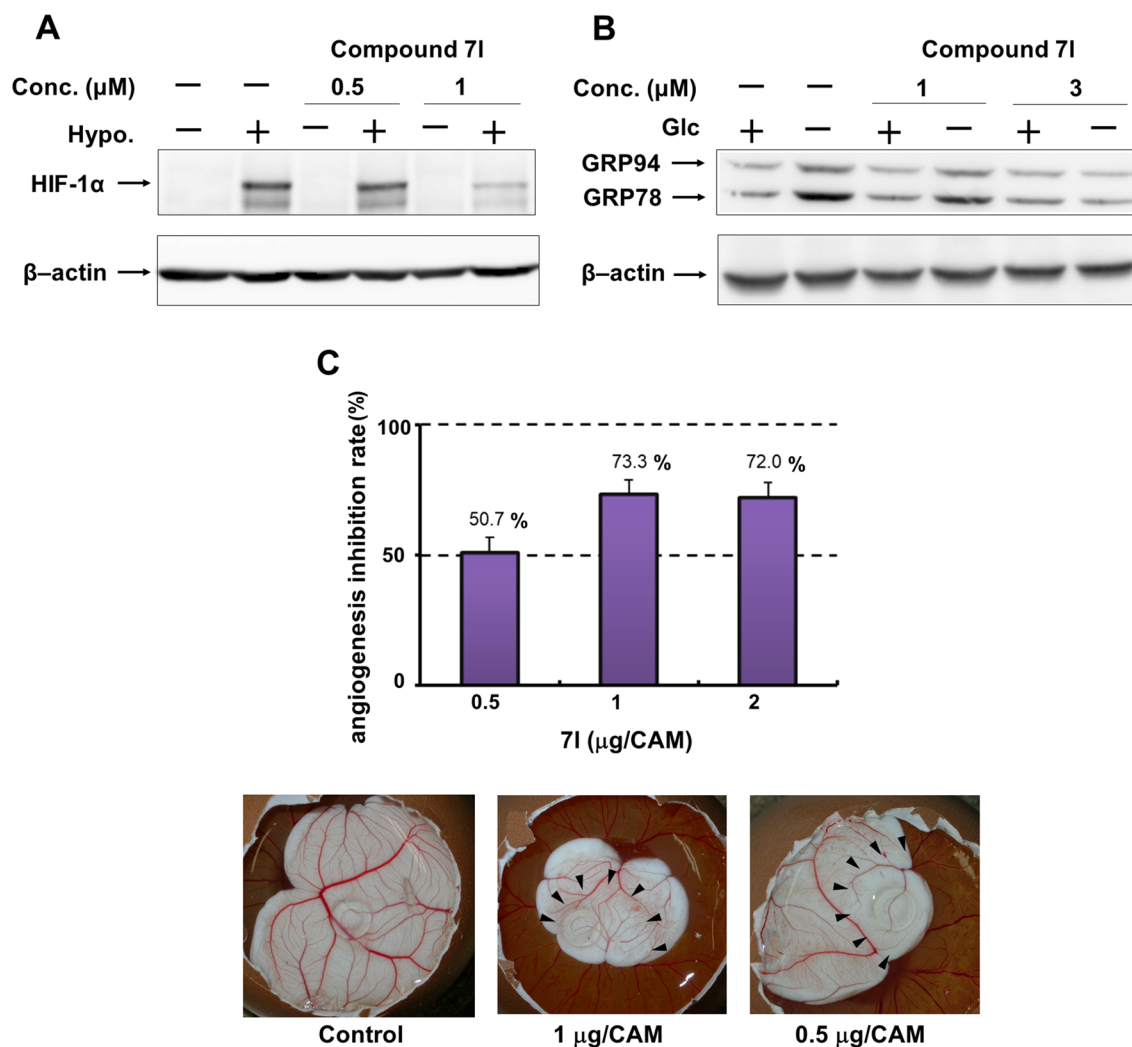 A
Compound 7l
Conc. (μM) — — 0.5 1
Hypo. — + — + — +
HIF-1α
β–actin
B
Compound 7l
Conc. (μM) — — 1 3
Glc + — + — + —
GRP94
GRP78
β–actin
C
angiogenesis inhibition rate (%)
100
50
0
50.7 %
73.3 %
72.0 %
0.5 1 2
7l (μg/CAM)
Control
1 μg/CAM
0.5 μg/CAM